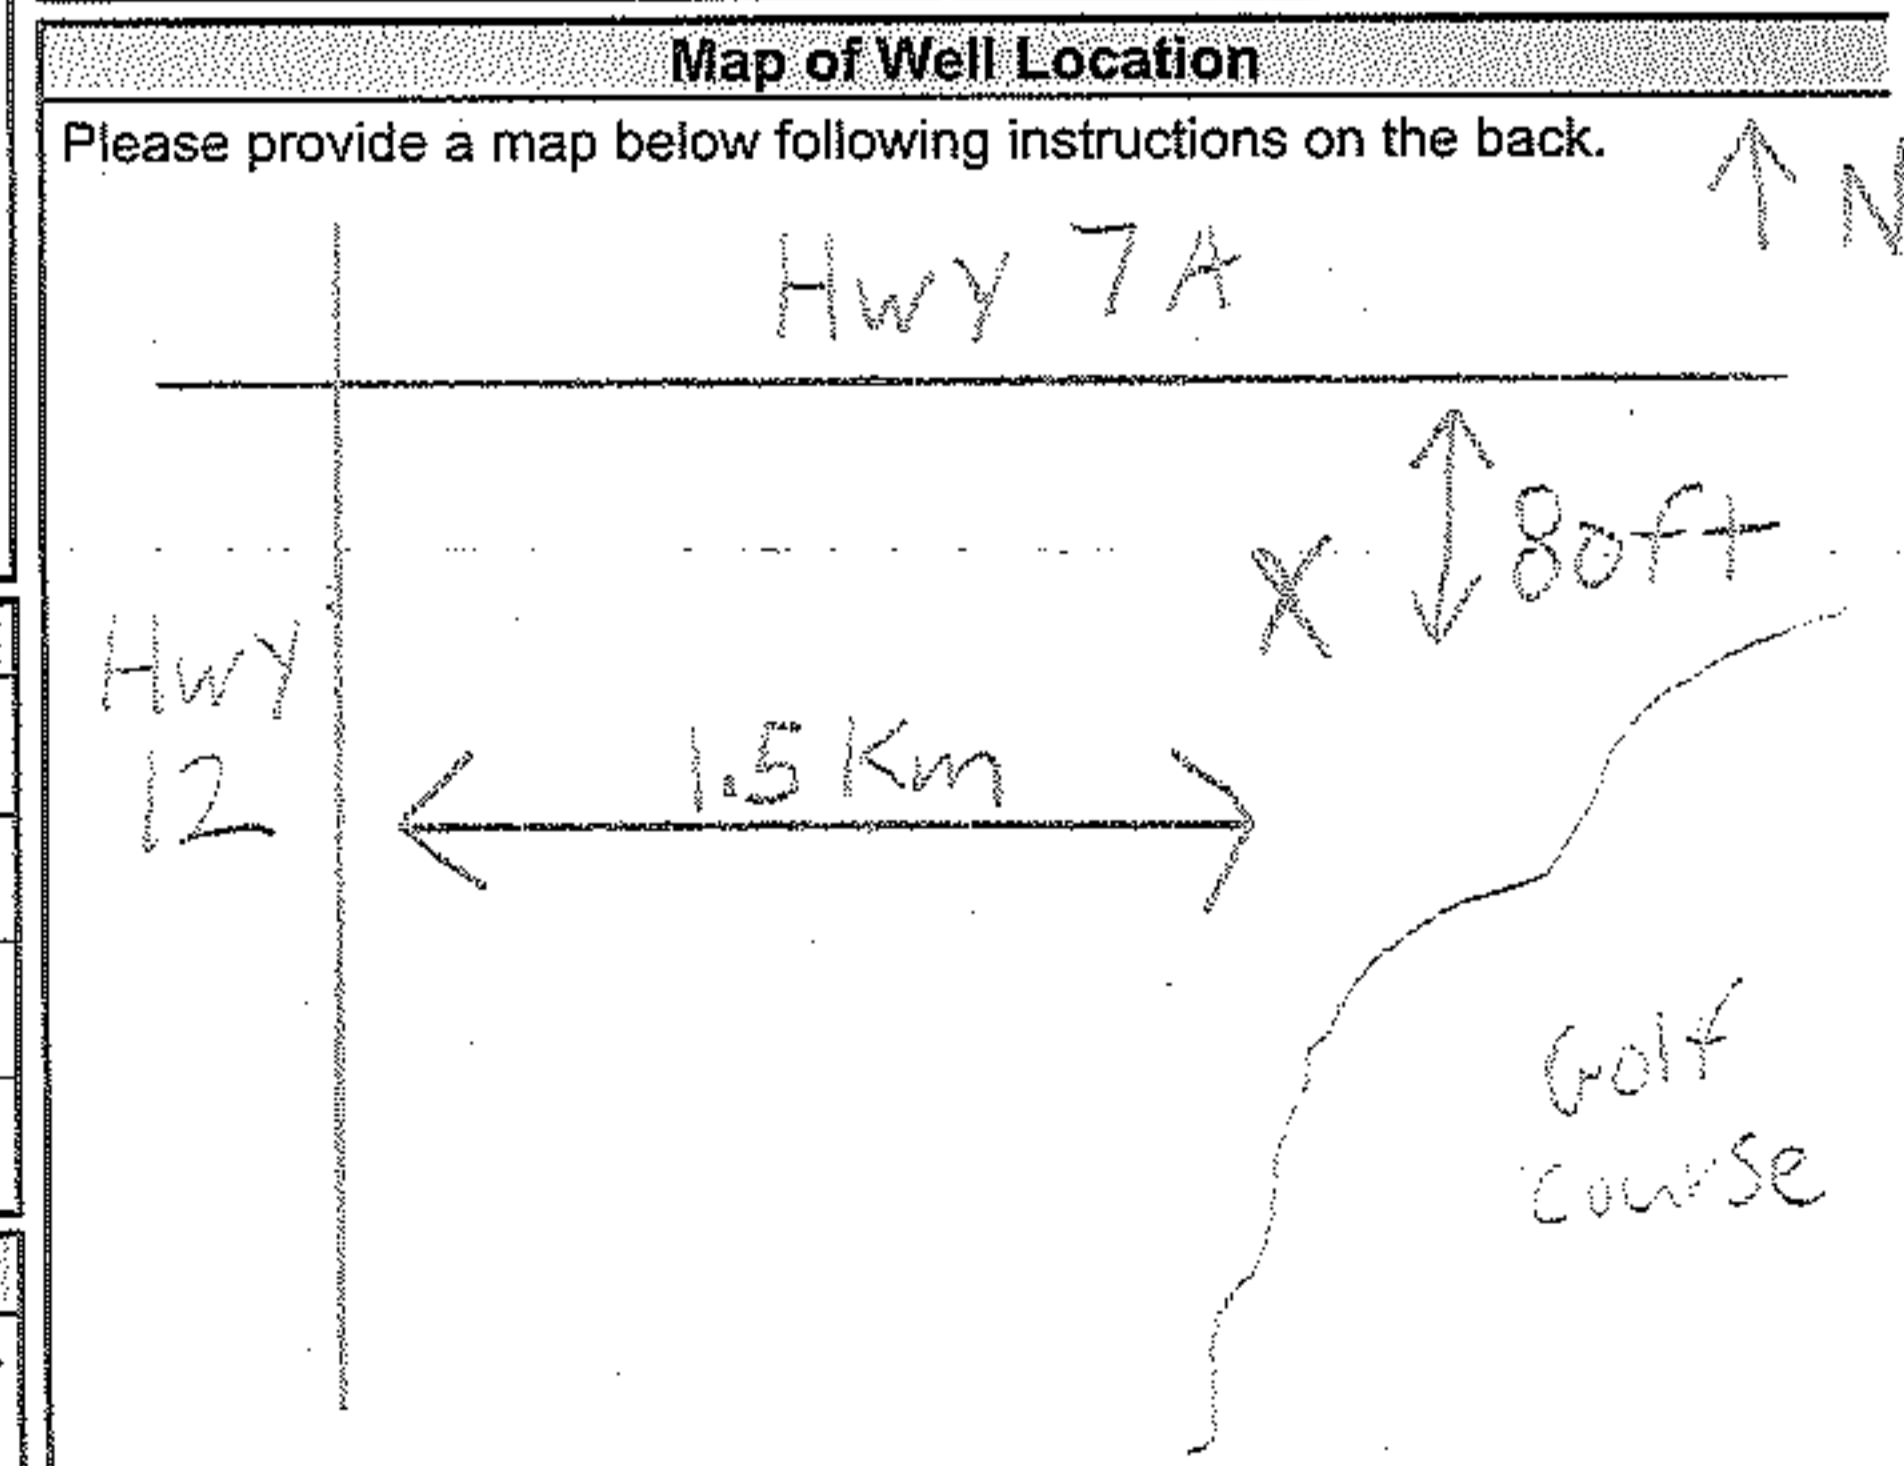 Map of Well Location
Please provide a map below following instructions on the back.
N
Hwy 7A
80ft
X
Hwy
12
1.5 Km
Golf
course